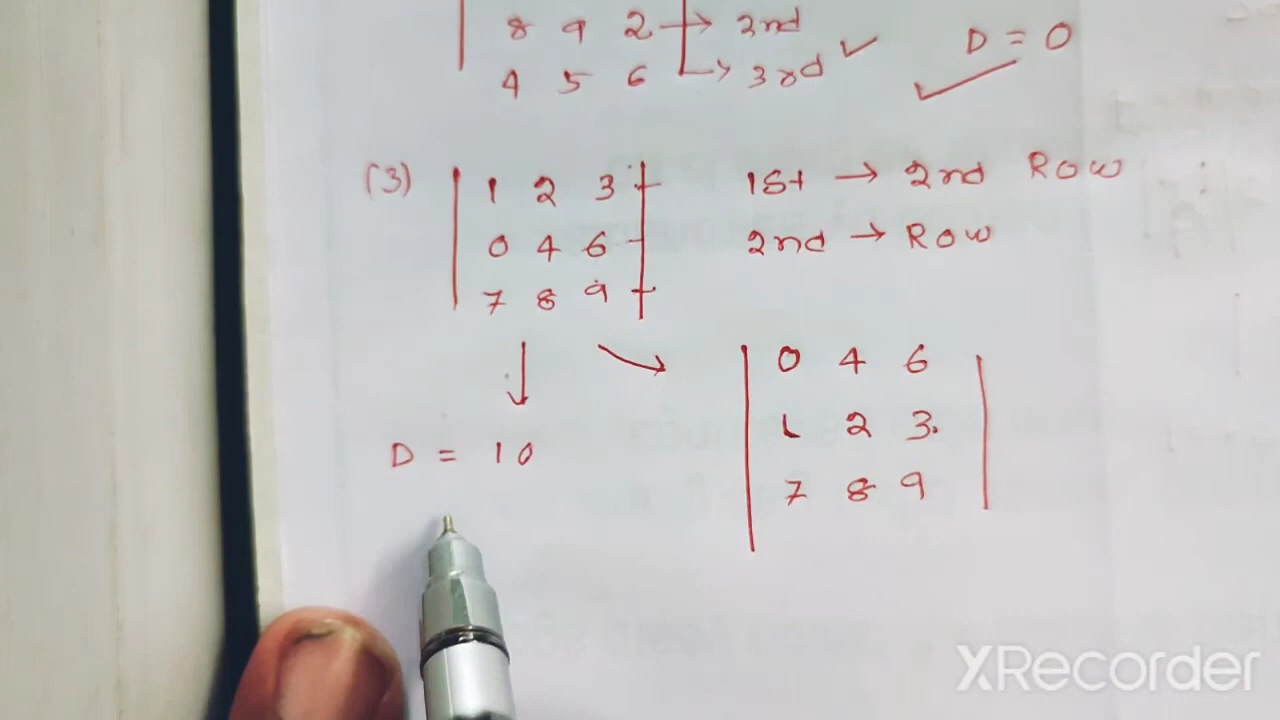 8 9 2 → 2nd
4 5 6 → 3rd ✓ D = 0
(3) 1 2 3 1st → 2nd Row
0 4 6 2nd → Row
7 8 9
0 4 6
1 2 3
7 8 9
D = 10
XRecorder